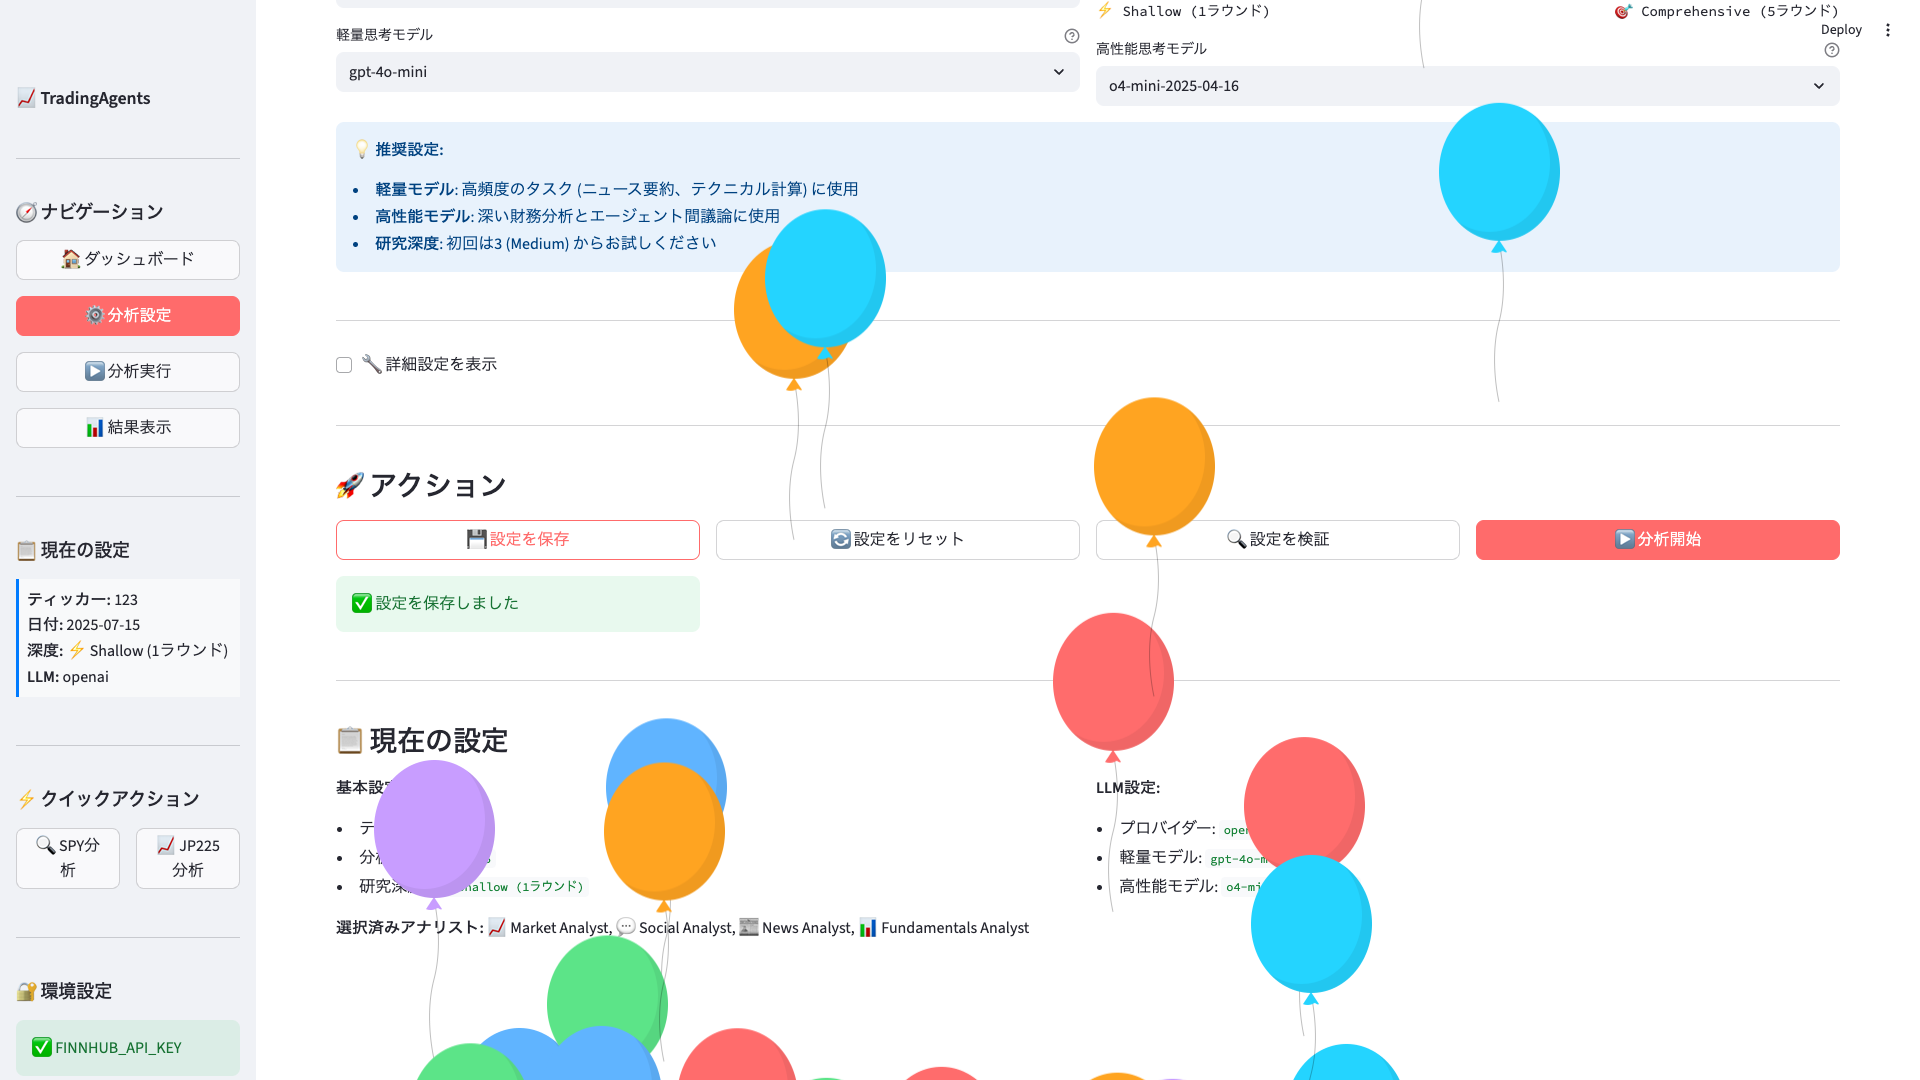 TradingAgents
ナビゲーション
ダッシュボード
分析設定
分析実行
結果表示
現在の設定
ティッカー: 123
日付: 2025-07-15
深度: ⚡ Shallow (1ラウンド)
LLM: openai
クイックアクション
SPY分
析
JP225
分析
環境設定
FINNHUB_API_KEY
Deploy
Shallow (1ラウンド)
Comprehensive (5ラウンド)
軽量思考モデル
gpt-4o-mini
高性能思考モデル
o4-mini-2025-04-16
推奨設定:
軽量モデル: 高頻度のタスク (ニュース要約、テクニカル計算) に使用
高性能モデル: 深い財務分析とエージェント間議論に使用
研究深度: 初回は3 (Medium) からお試しください
詳細設定を表示
アクション
設定を保存
設定をリセット
設定を検証
分析開始
設定を保存しました
現在の設定
基本設
テ
分
研究深 hallow (1ラウンド)
LLM設定:
プロバイダー: ope
軽量モデル: gpt-4o-m
高性能モデル: o4-mi
選択済みアナリスト: Market Analyst, Social Analyst, News Analyst, Fundamentals Analyst